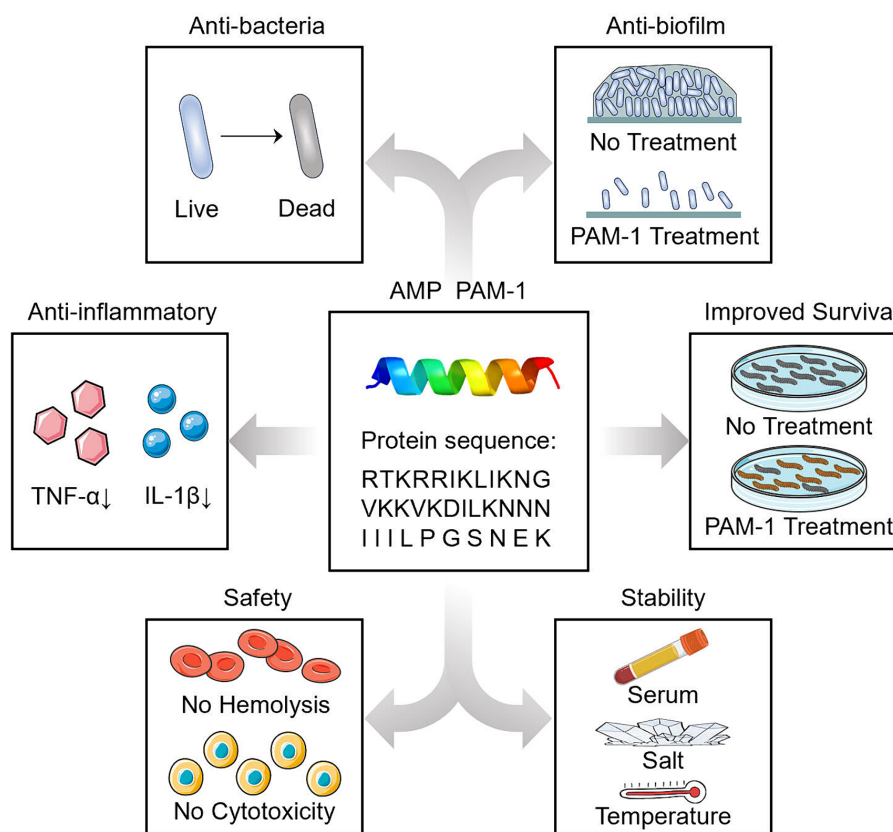 Anti-bacteria
Live
Dead
Anti-biofilm
No Treatment
PAM-1 Treatment
Anti-inflammatory
TNF-α↓
IL-1β↓
AMP PAM-1
Protein sequence:
RTKRRIKLIKNG
VKKVKDILKNNN
IIILPGSNEK
Improved Surviva
No Treatment
PAM-1 Treatment
Safety
No Hemolysis
No Cytotoxicity
Stability
Serum
Salt
Temperature